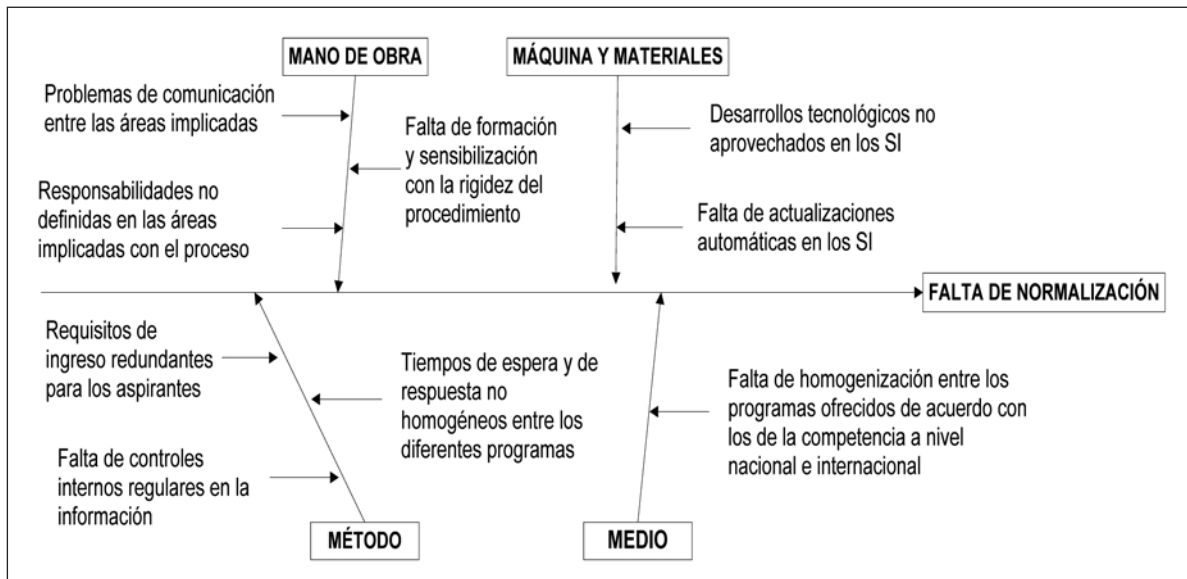 MANO DE OBRA
MÁQUINA Y MATERIALES
Problemas de comunicación
entre las áreas implicadas
Falta de formación
y sensibilización
con la rigidez del
procedimiento
Responsabilidades no
definidas en las áreas
implicadas con el proceso
Desarrollos tecnológicos no
aprovechados en los SI
Falta de actualizaciones
automáticas en los SI
FALTA DE NORMALIZACIÓN
Requisitos de
ingreso redundantes
para los aspirantes
Tiempos de espera y de
respuesta no
homogéneos entre los
diferentes programas
Falta de controles
internos regulares en la
información
Falta de homogenización entre los
programas ofrecidos de acuerdo con
los de la competencia a nivel
nacional e internacional
MÉTODO
MEDIO